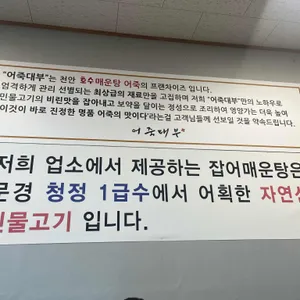 "어죽대부"는 천안 호수매운탕 어죽의 프랜차이즈 입니다.
엄격하게 관리 선별되는 최상급의 재료만을 고집하며 저희 "어죽대부"만의 노하우로
민물고기의 비린맛을 잡아내고 보약을 달이는 정성으로 조리하여 영양가는 더욱 높여
"이것이 바로 진정한 명품 어죽의 맛이다"라는걸 고객님들께 선보일 것을 약속드립니다.
어죽대부
저희 업소에서 제공하는 잡어매운탕은
문경 청정 1급수에서 어획한 자연산
민물고기 입니다.